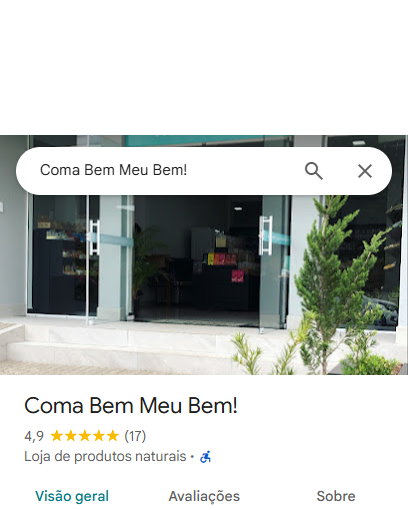 Coma Bem Meu Bem!
Coma Bem Meu Bem!
4,9 (17)
Loja de produtos naturais •
Visão geral Avaliações Sobre